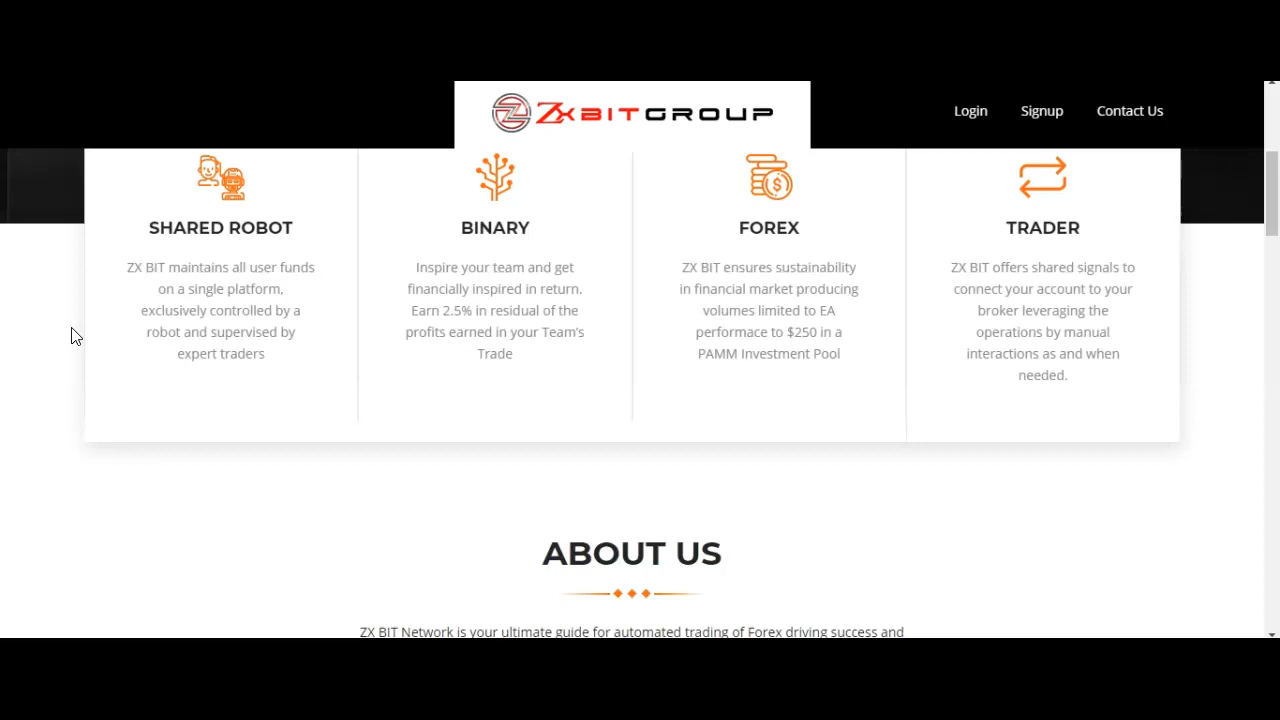 ZXBITGROUP
Login
Signup
Contact Us
SHARED ROBOT
ZX BIT maintains all user funds
on a single platform,
exclusively controlled by a
robot and supervised by
expert traders
BINARY
Inspire your team and get
financially inspired in return.
Earn 2.5% in residual of the
profits earned in your Team's
Trade
FOREX
ZX BIT ensures sustainability
in financial market producing
volumes limited to EA
performace to $250 in a
PAMM Investment Pool
TRADER
ZX BIT offers shared signals to
connect your account to your
broker leveraging the
operations by manual
interactions as and when
needed.
ABOUT US
ZX BIT Network is your ultimate guide for automated trading of Forex driving success and